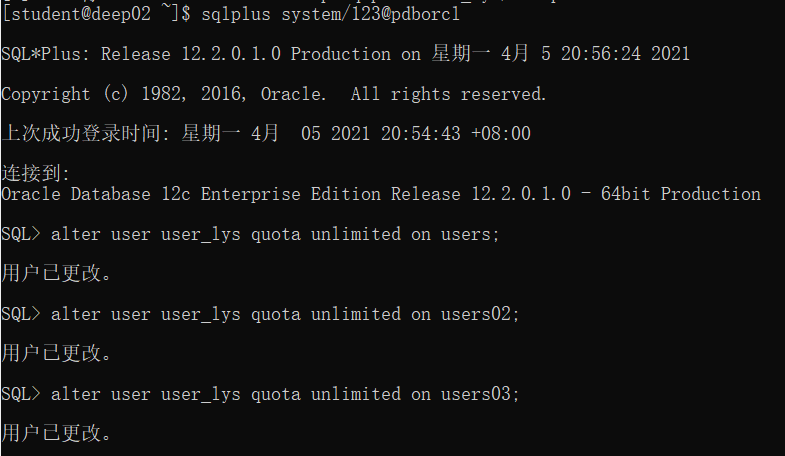 [student@deep02 ~]$ sqlplus system/123@pdborcl
SQL*Plus: Release 12.2.0.1.0 Production on 星期一 4月 5 20:56:24 2021
Copyright (c) 1982, 2016, Oracle.  All rights reserved.
上次成功登录时间: 星期一 4月  05 2021 20:54:43 +08:00
连接到:
Oracle Database 12c Enterprise Edition Release 12.2.0.1.0 - 64bit Production
SQL> alter user user_lys quota unlimited on users;
用户已更改。
SQL> alter user user_lys quota unlimited on users02;
用户已更改。
SQL> alter user user_lys quota unlimited on users03;
用户已更改。